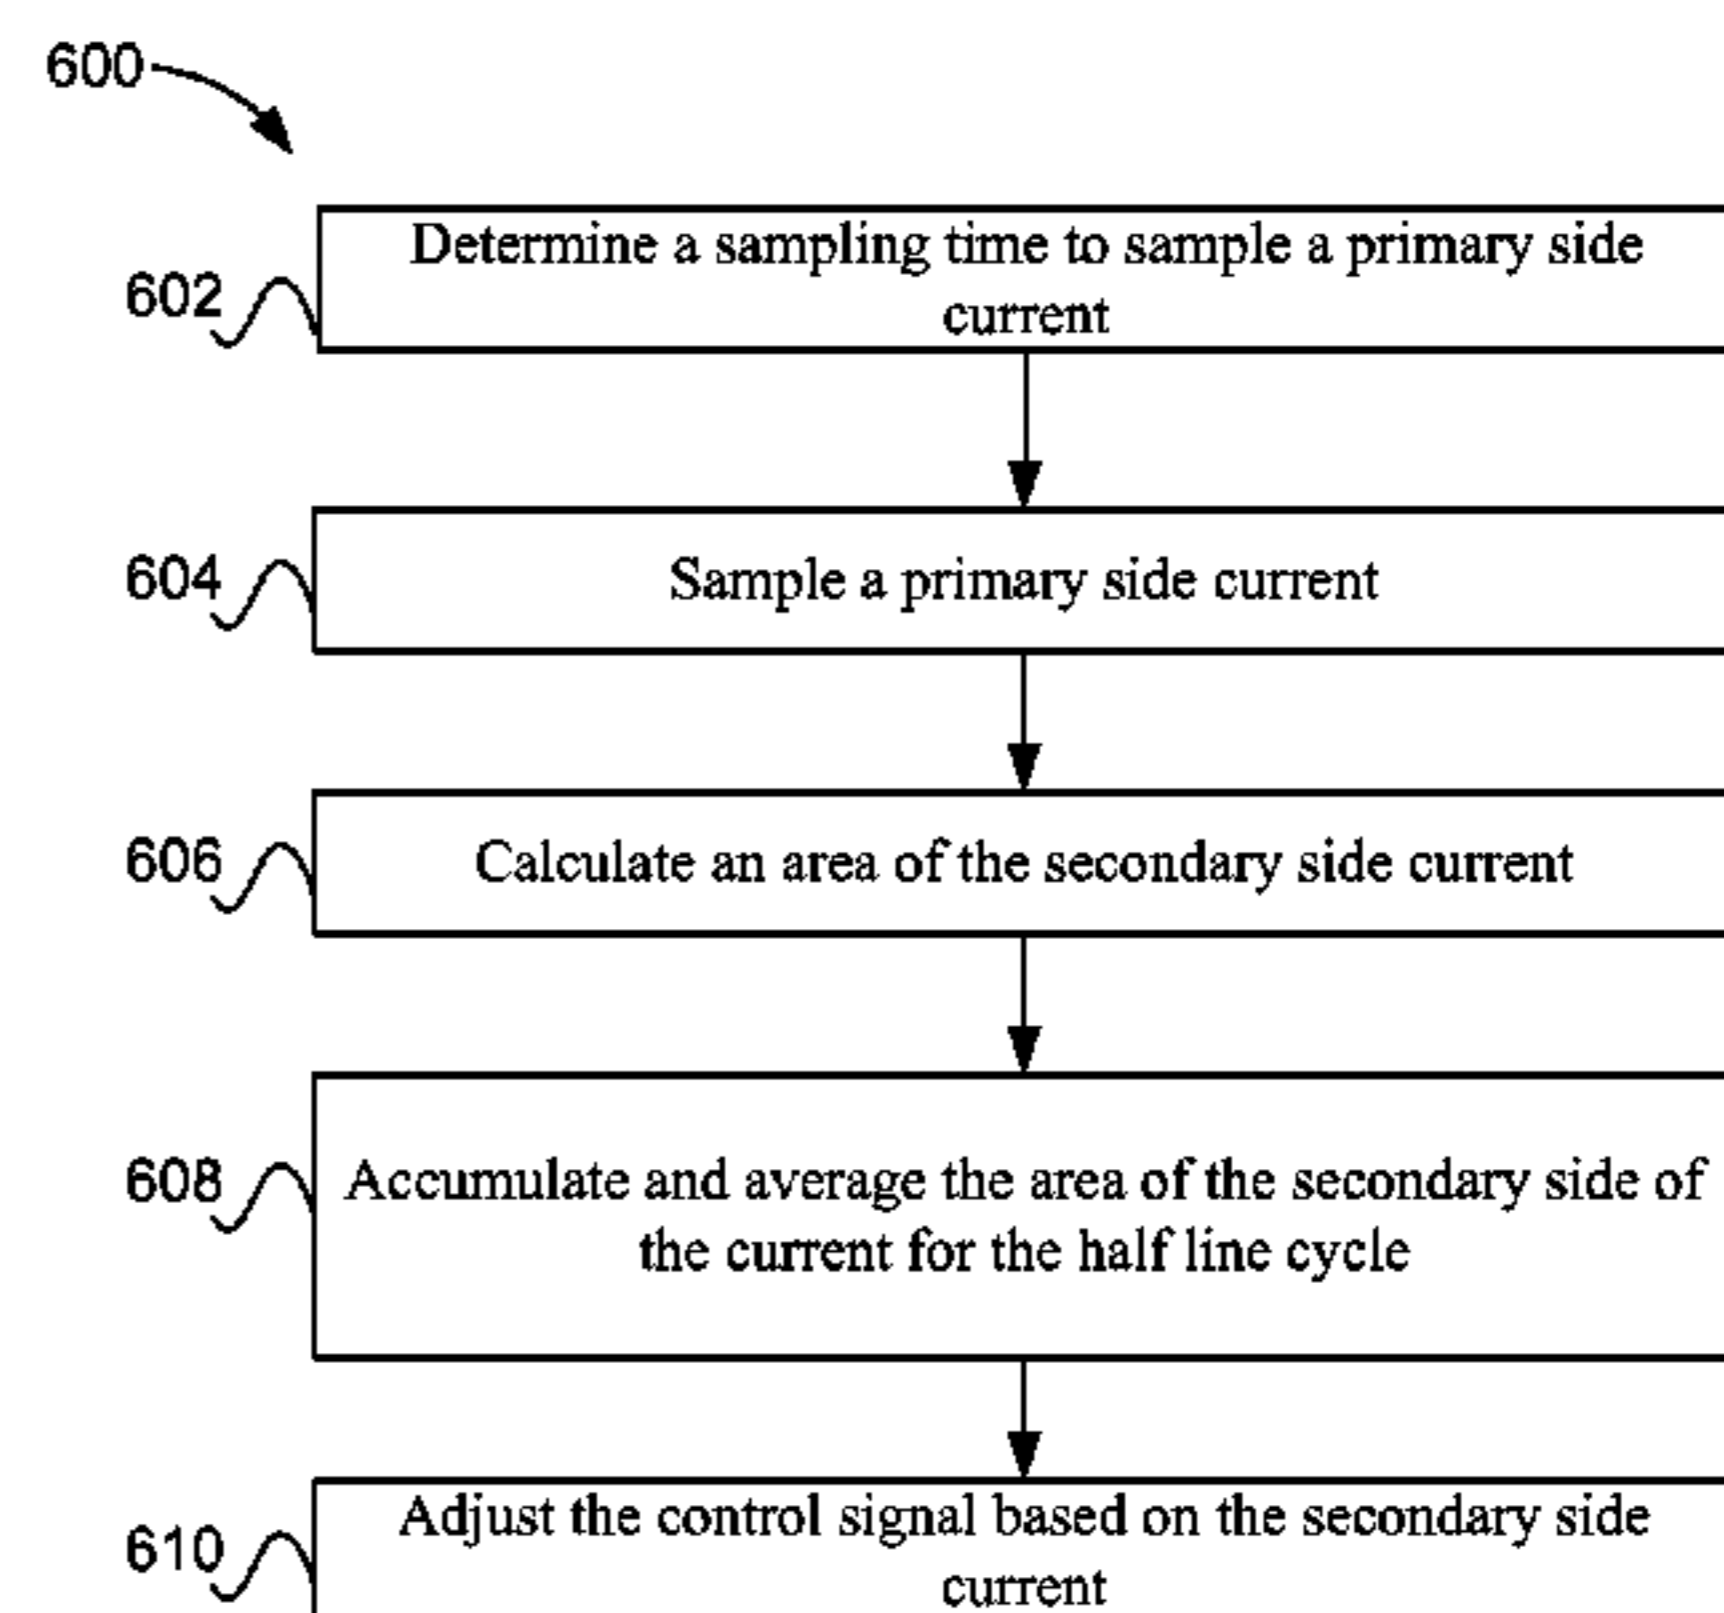 600
602
Determine a sampling time to sample a primary side
current
604
Sample a primary side current
606
Calculate an area of the secondary side current
608
Accumulate and average the area of the secondary side of
the current for the half line cycle
610
Adjust the control signal based on the secondary side
current